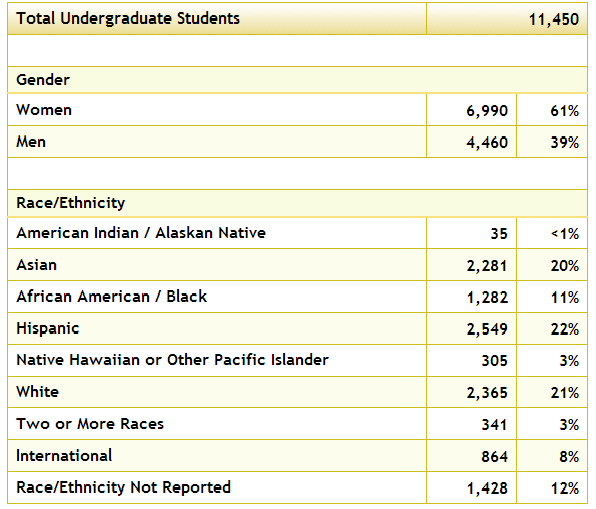 Total Undergraduate Students 11,450
Gender
Women 6,990 61%
Men 4,460 39%
Race/Ethnicity
American Indian / Alaskan Native 35 <1%
Asian 2,281 20%
African American / Black 1,282 11%
Hispanic 2,549 22%
Native Hawaiian or Other Pacific Islander 305 3%
White 2,365 21%
Two or More Races 341 3%
International 864 8%
Race/Ethnicity Not Reported 1,428 12%